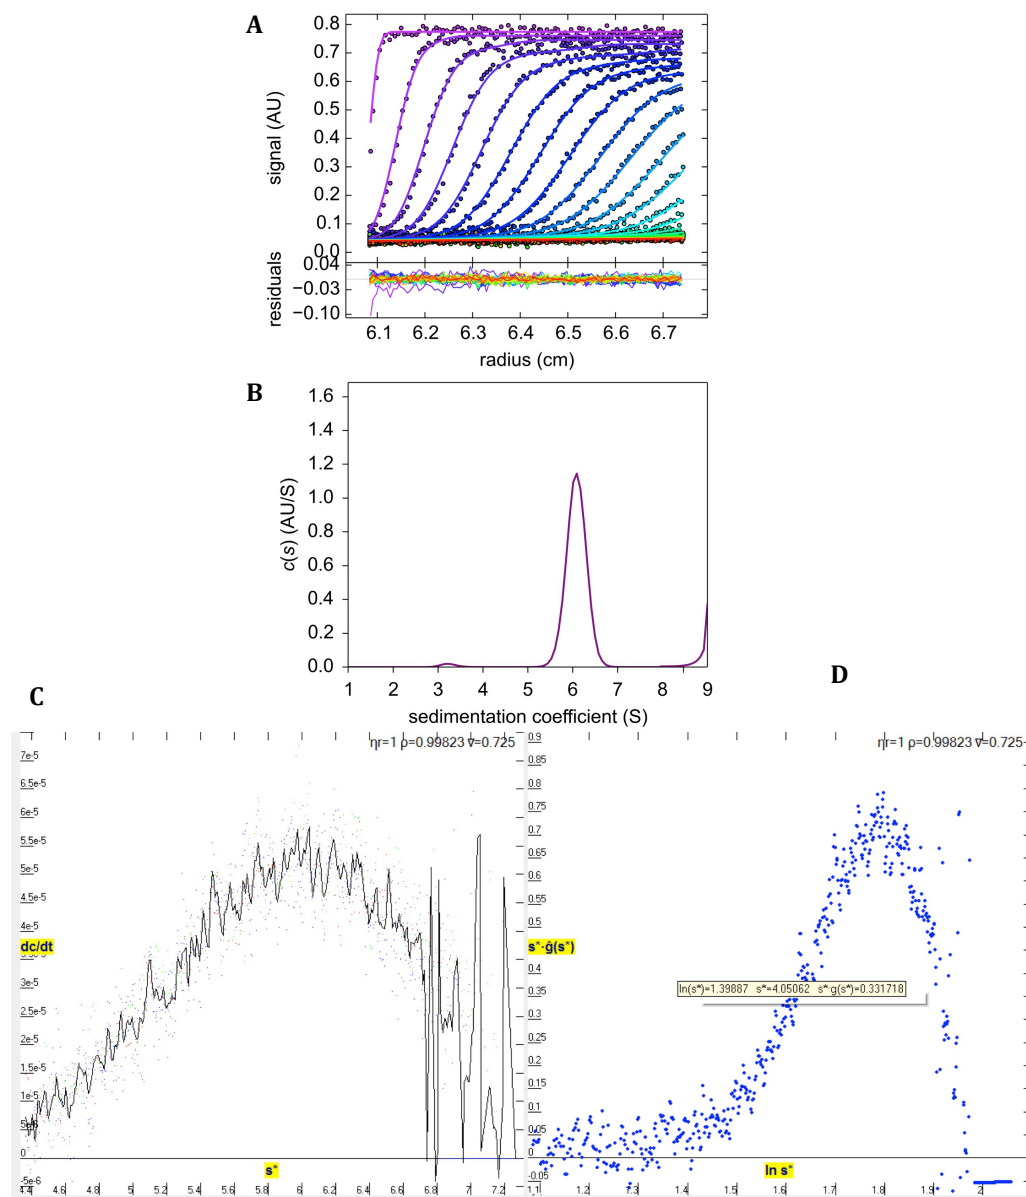 A
signal (AU)
0.8
0.7
0.6
0.5
0.4
0.3
0.2
0.1
0.0
residuals
0.04
−0.03
−0.10
6.1 6.2 6.3 6.4 6.5 6.6 6.7
radius (cm)
B
c(s) (AU/S)
1.6
1.4
1.2
1.0
0.8
0.6
0.4
0.2
0.0
1 2 3 4 5 6 7 8 9
sedimentation coefficient (S)
C
ηr=1 ρ=0.99823 ⊽=0.725
7e-5
6.5e-5
6e-5
5.5e-5
5e-5
4.5e-5
4e-5
dc/dt
3e-5
2.5e-5
2e-5
1.5e-5
1e-5
5e-6
0
-5e-6
s*
4.4 4.6 4.8 5 5.2 5.4 5.6 5.8 6 6.2 6.4 6.6 6.8 7 7.2
D
ηr=1 ρ=0.99823 ⊽=0.725
0.9
0.85
0.8
0.75
0.7
0.65
0.6
0.55
s*·ĝ(s*)
0.45
0.4
0.35
0.3
0.25
0.2
0.15
0.1
0.05
0
-0.05
ln(s*)=1.39887 s*=4.05062 s*g(s*)=0.331718
ln s*
1.1 1.2 1.3 1.4 1.5 1.6 1.7 1.8 1.9 2